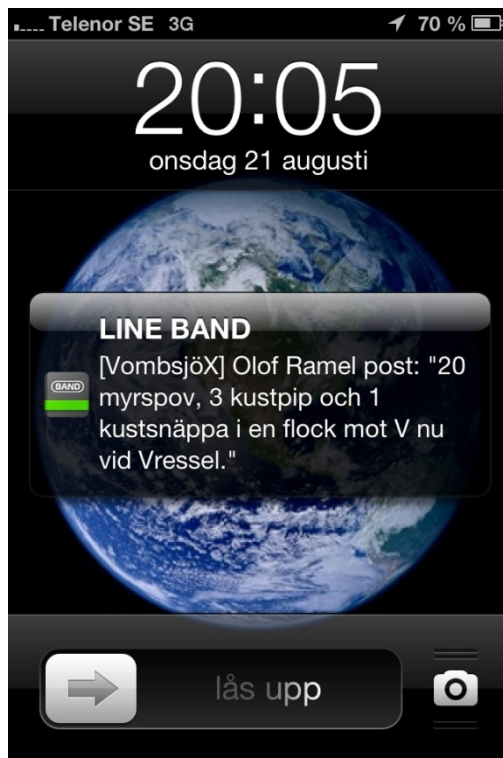 Telenor SE 3G 70 %
20:05
onsdag 21 augusti
LINE BAND
BAND
[VombsjöX] Olof Ramel post: "20
myrspov, 3 kustpip och 1
kustsnäppa i en flock mot V nu
vid Vressel."
lås upp